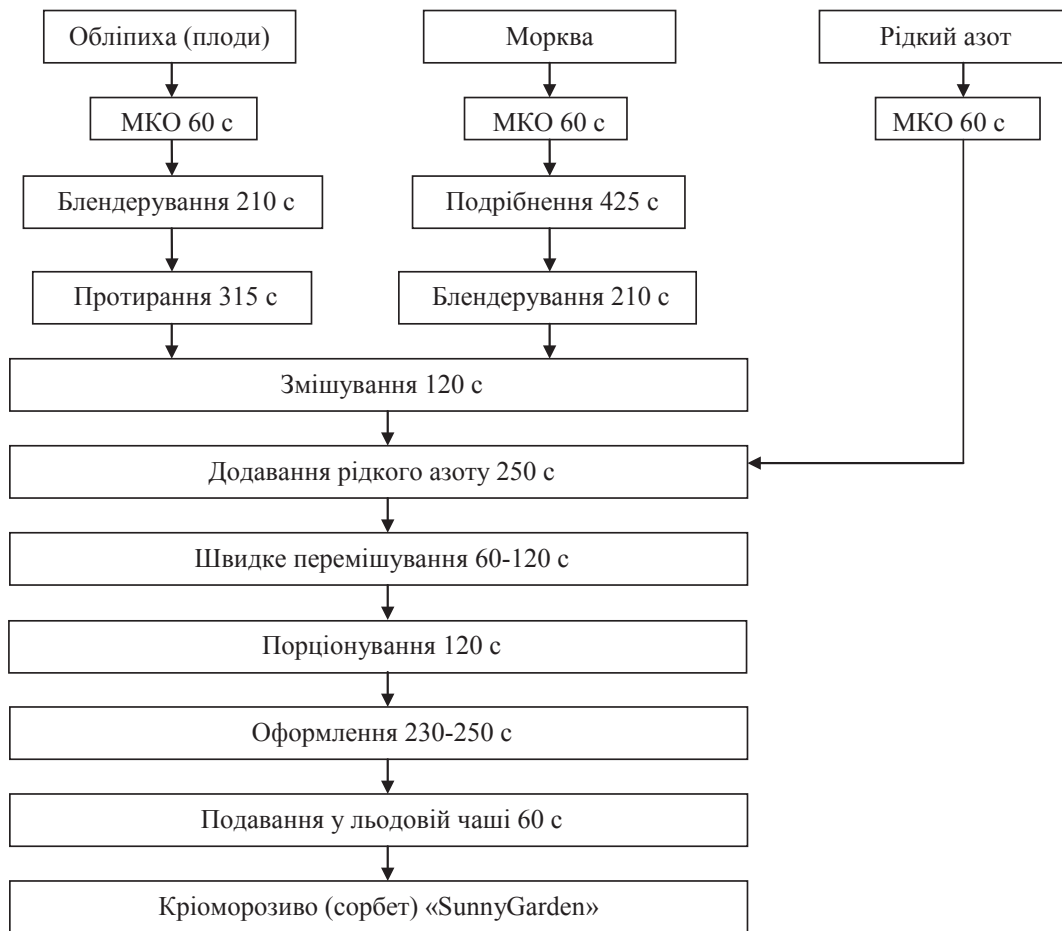 Обліпиха (плоди)
Морква
Рідкий азот
МКО 60 с
МКО 60 с
МКО 60 с
Блендерування 210 с
Подрібнення 425 с
Протирання 315 с
Блендерування 210 с
Змішування 120 с
Додавання рідкого азоту 250 с
Швидке перемішування 60-120 с
Порціонування 120 с
Оформлення 230-250 с
Подавання у льодовій чаші 60 с
Кріоморозиво (сорбет) «SunnyGarden»